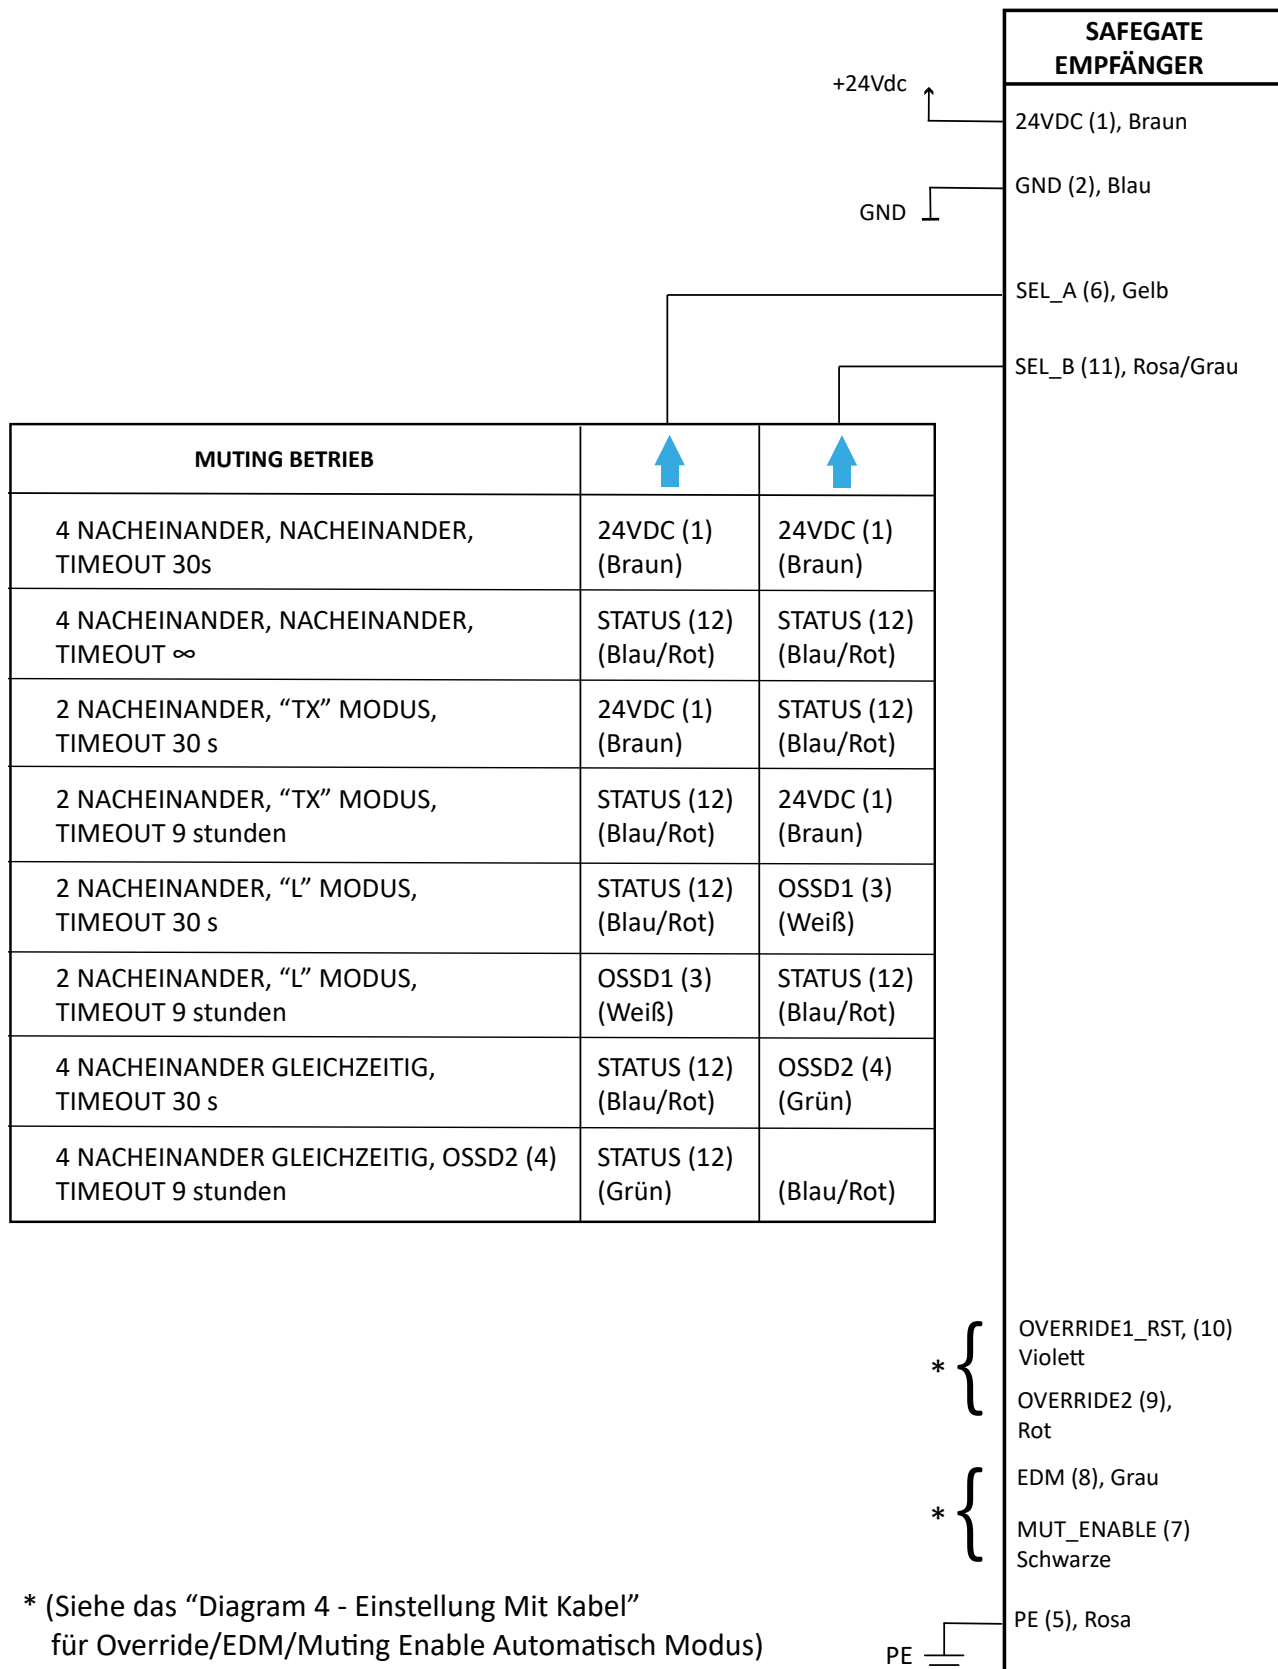 SAFEGATE
EMPFÄNGER
+24Vdc
24VDC (1), Braun
GND (2), Blau
GND
SEL_A (6), Gelb
SEL_B (11), Rosa/Grau
MUTING BETRIEB
4 NACHEINANDER, NACHEINANDER,
TIMEOUT 30s
24VDC (1)
(Braun)
24VDC (1)
(Braun)
4 NACHEINANDER, NACHEINANDER,
TIMEOUT ∞
STATUS (12)
(Blau/Rot)
STATUS (12)
(Blau/Rot)
2 NACHEINANDER, “TX” MODUS,
TIMEOUT 30 s
24VDC (1)
(Braun)
STATUS (12)
(Blau/Rot)
2 NACHEINANDER, “TX” MODUS,
TIMEOUT 9 stunden
STATUS (12)
(Blau/Rot)
24VDC (1)
(Braun)
2 NACHEINANDER, “L” MODUS,
TIMEOUT 30 s
STATUS (12)
(Blau/Rot)
OSSD1 (3)
(Weiß)
2 NACHEINANDER, “L” MODUS,
TIMEOUT 9 stunden
OSSD1 (3)
(Weiß)
STATUS (12)
(Blau/Rot)
4 NACHEINANDER GLEICHZEITIG,
TIMEOUT 30 s
STATUS (12)
(Blau/Rot)
OSSD2 (4)
(Grün)
4 NACHEINANDER GLEICHZEITIG, OSSD2 (4)
TIMEOUT 9 stunden
STATUS (12)
(Grün)
(Blau/Rot)
* {
OVERRIDE1_RST, (10)
Violett
OVERRIDE2 (9),
Rot
* {
EDM (8), Grau
MUT_ENABLE (7)
Schwarze
* (Siehe das “Diagram 4 - Einstellung Mit Kabel”
für Override/EDM/Muting Enable Automatisch Modus)
PE (5), Rosa
PE